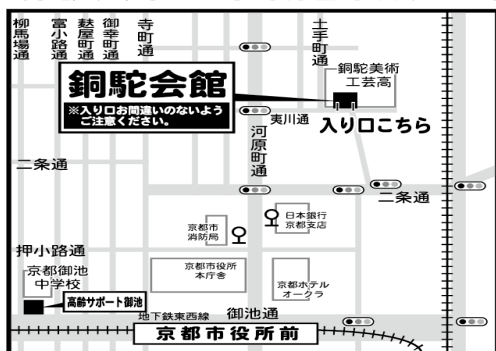 柳馬場通
富小路通
麩屋町通
御幸町通
寺町通
土手町通
銅駝美術
工芸高
銅駝会館
※入り口お間違いのないよう
ご注意ください。
入り口こちら
夷川通
河原町通
二条通
二条通
京都市
消防局
日本銀行
京都支店
押小路通
京都御池
中学校
京都市役所
本庁舎
京都ホテル
オークラ
高齢サポート御池
地下鉄東西線
御池通
京都市役所前